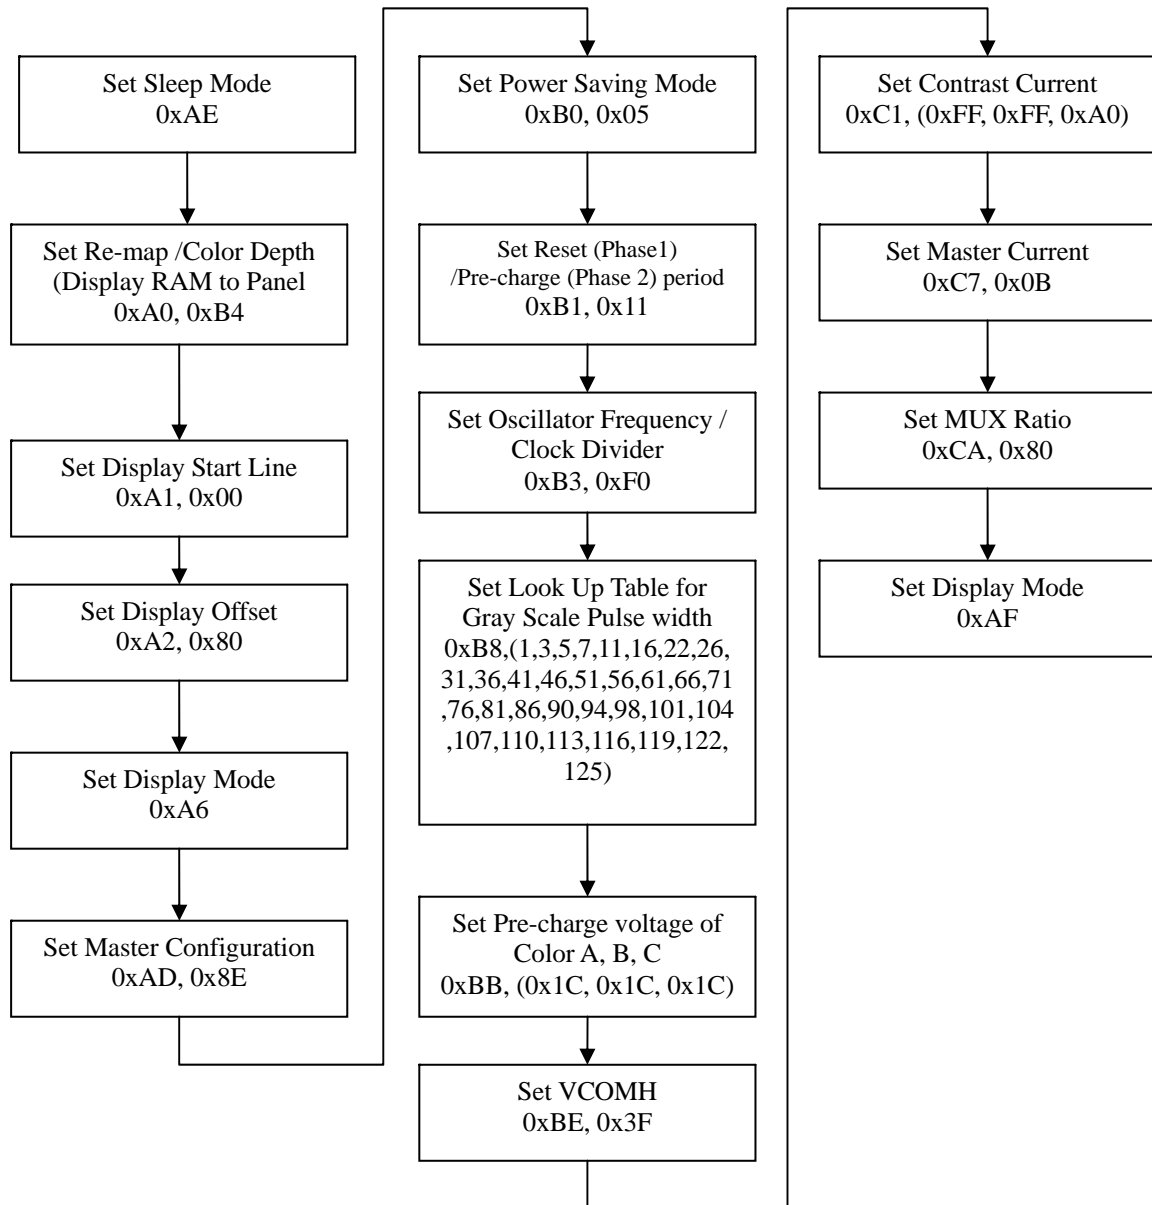 Set Sleep Mode
0xAE
Set Re-map /Color Depth
(Display RAM to Panel
0xA0, 0xB4
Set Display Start Line
0xA1, 0x00
Set Display Offset
0xA2, 0x80
Set Display Mode
0xA6
Set Master Configuration
0xAD, 0x8E
Set Power Saving Mode
0xB0, 0x05
Set Reset (Phase1)
/Pre-charge (Phase 2) period
0xB1, 0x11
Set Oscillator Frequency /
Clock Divider
0xB3, 0xF0
Set Look Up Table for
Gray Scale Pulse width
0xB8,(1,3,5,7,11,16,22,26,
31,36,41,46,51,56,61,66,71
,76,81,86,90,94,98,101,104
,107,110,113,116,119,122,
125)
Set Pre-charge voltage of
Color A, B, C
0xBB, (0x1C, 0x1C, 0x1C)
Set VCOMH
0xBE, 0x3F
Set Contrast Current
0xC1, (0xFF, 0xFF, 0xA0)
Set Master Current
0xC7, 0x0B
Set MUX Ratio
0xCA, 0x80
Set Display Mode
0xAF